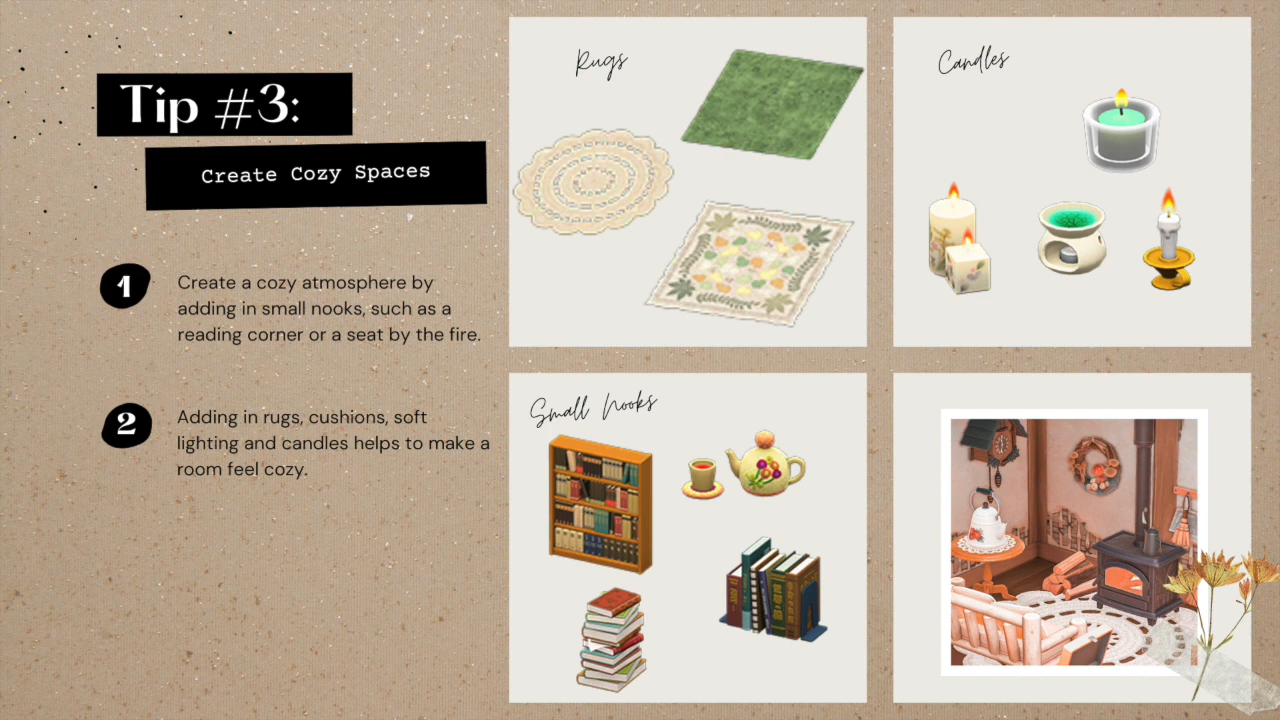 Tip #3:
Create Cozy Spaces
1
Create a cozy atmosphere by
adding in small nooks, such as a
reading corner or a seat by the fire.
2
Adding in rugs, cushions, soft
lighting and candles helps to make a
room feel cozy.
Rugs
Candles
Small Nooks